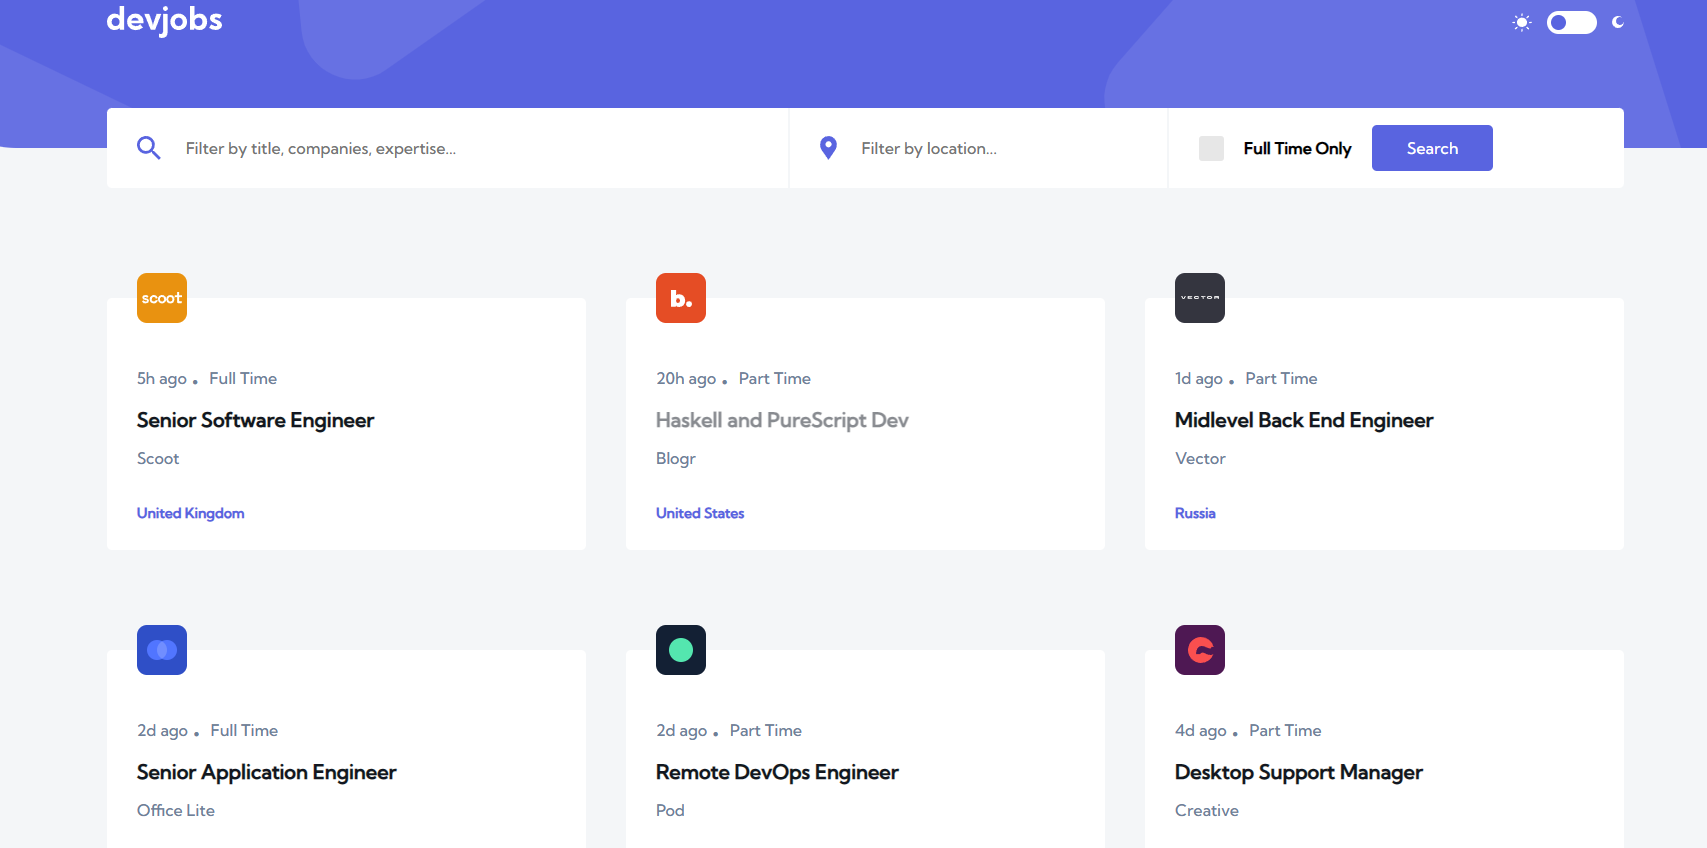 devjobs
Filter by title, companies, expertise...
Filter by location...
Full Time Only
Search
scoot
5h ago • Full Time
Senior Software Engineer
Scoot
United Kingdom
b.
20h ago • Part Time
Haskell and PureScript Dev
Blogr
United States
VECTOR
1d ago • Part Time
Midlevel Back End Engineer
Vector
Russia
2d ago • Full Time
Senior Application Engineer
Office Lite
2d ago • Part Time
Remote DevOps Engineer
Pod
4d ago • Part Time
Desktop Support Manager
Creative